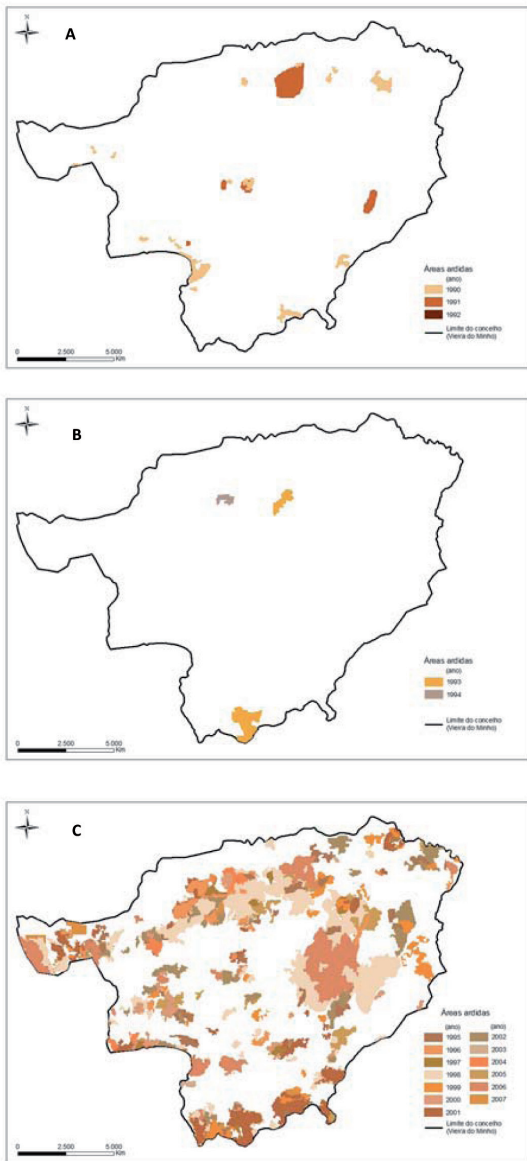 N
A
Áreas ardidas
(ano)
1990
1991
1992
Limite do concelho
(Vieira do Minho)
0 2.500 5.000
Km
N
B
Áreas ardidas
(ano)
1993
1994
Limite do concelho
(Vieira do Minho)
0 2.500 5.000
Km
N
C
Áreas ardidas
(ano) (ano)
1995 2002
1996 2003
1997 2004
1998 2005
1999 2006
2000 2007
2001
Limite do concelho
(Vieira do Minho)
0 2.500 5.000
Km